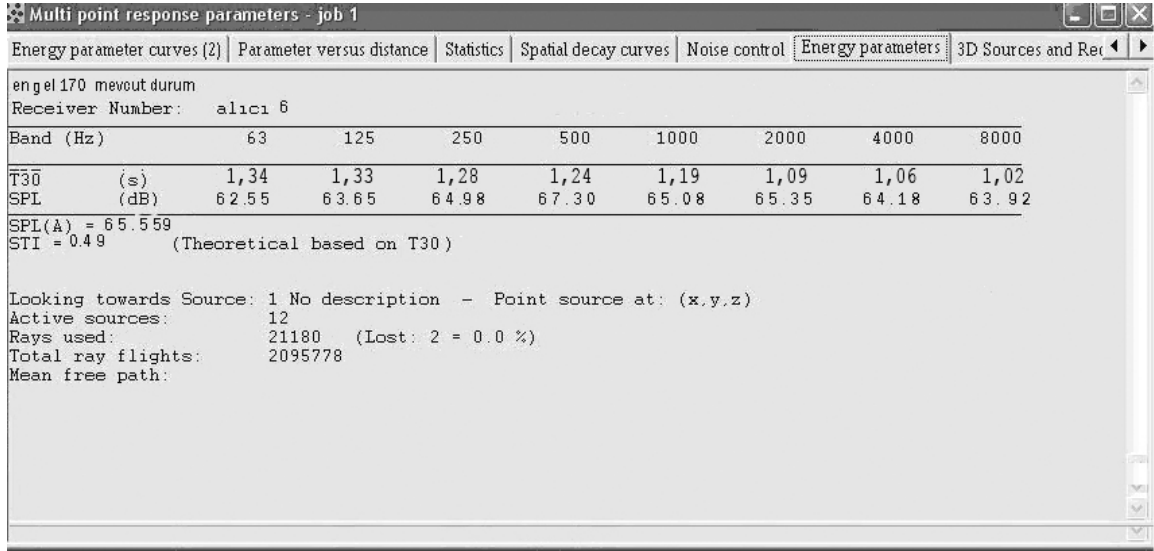 Multi point response parameters - job 1
Energy parameter curves (2) Parameter versus distance Statistics Spatial decay curves Noise control Energy parameters 3D Sources and Rec
engel 170 mevcut durum
Receiver Number: alıcı 6
Band (Hz) 63 125 250 500 1000 2000 4000 8000
T30 (s) 1,34 1,33 1,28 1,24 1,19 1,09 1,06 1,02
SPL (dB) 62.55 63.65 64.98 67.30 65.08 65.35 64.18 63.92
SPL(A) = 65.559
STI = 0.49 (Theoretical based on T30)
Looking towards Source: 1 No description - Point source at: (x,y,z)
Active sources: 12
Rays used: 21180 (Lost: 2 = 0.0 %)
Total ray flights: 2095778
Mean free path: